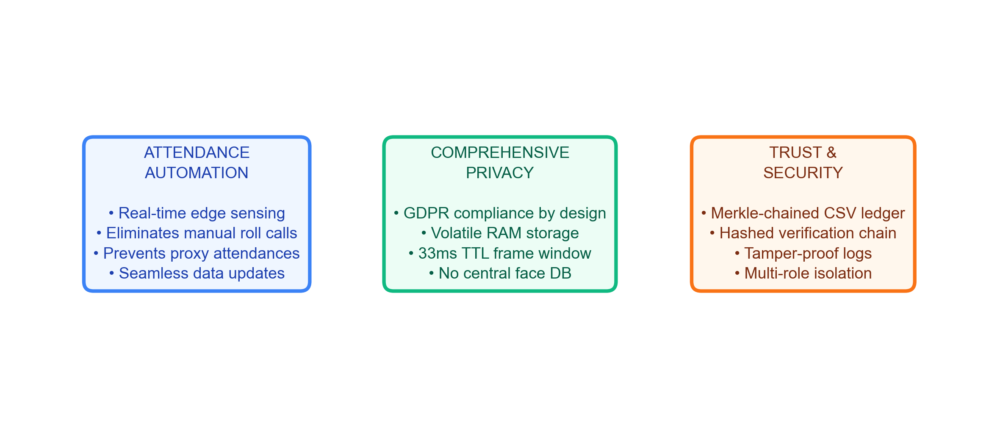 ATTENDANCE
AUTOMATION
• Real-time edge sensing
• Eliminates manual roll calls
• Prevents proxy attendances
• Seamless data updates
COMPREHENSIVE
PRIVACY
• GDPR compliance by design
• Volatile RAM storage
• 33ms TTL frame window
• No central face DB
TRUST &
SECURITY
• Merkle-chained CSV ledger
• Hashed verification chain
• Tamper-proof logs
• Multi-role isolation